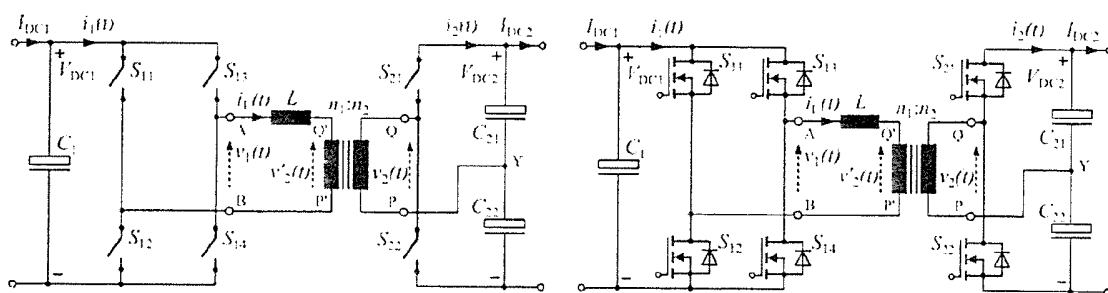 I_DC1 i_1(t) i_2(t) I_DC2
+ +
V_DC1 S_11 S_13 S_21 V_DC2
i_L(t) L n_1:n_2
A Q' Q C_21
C_1 v_1(t) v'_2(t) v_2(t) Y
B P' P C_22
S_12 S_14 S_22
− −
I_DC1 i_1(t) i_2(t) I_DC2
+ +
V_DC1 S_11 S_13 S_21 V_DC2
i_L(t) L n_1:n_2
A Q' Q C_21
C_1 v_1(t) v'_2(t) v_2(t) Y
B P' P C_22
S_12 S_14 S_22
− −